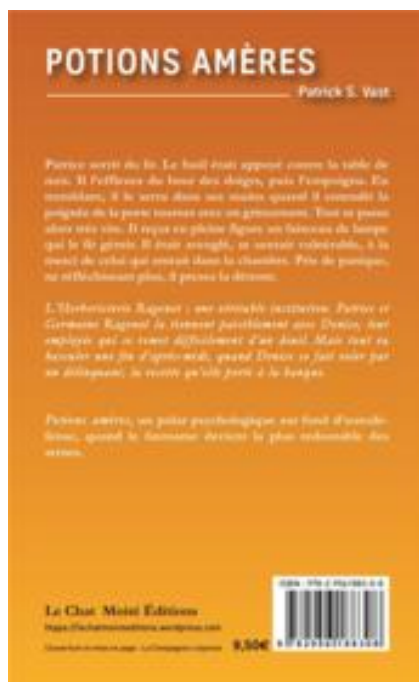 POTIONS AMÈRES
Patrick S. Vast
Patrice sortit du lit. Le fusil était apposé contre la table de
nuit. Il l'effleura du bout des doigts, puis l'empoigna. En
tremblant, il le serra dans ses mains quand il entendit la
poignée de la porte tourner avec un grincement. Tout se passa
alors très vite. Il reçut en pleine figure un faisceau de lampe
qui le fit gémir. Il était aveuglé, se sentait vulnérable, à la
merci de celui qui entrait dans la chambre. Pris de panique,
ne réfléchissant plus, il pressa la détente.
L'Herboristerie Ragenot : une véritable institution. Patrice et
Germaine Ragenot la tiennent paisiblement avec Denise, leur
employée qui se remet difficilement d'un deuil. Mais tout va
basculer une fin d'après-midi, quand Denise se fait voler par
un délinquant, la recette qu'elle porte à la banque.
Potions amères, un polar psychologique sur fond
quand le fantasme devient la plus redoutable des
armes.
Le Chat Moiré Éditions
https://lechatmoireeditions.wordpress.com
9,50€